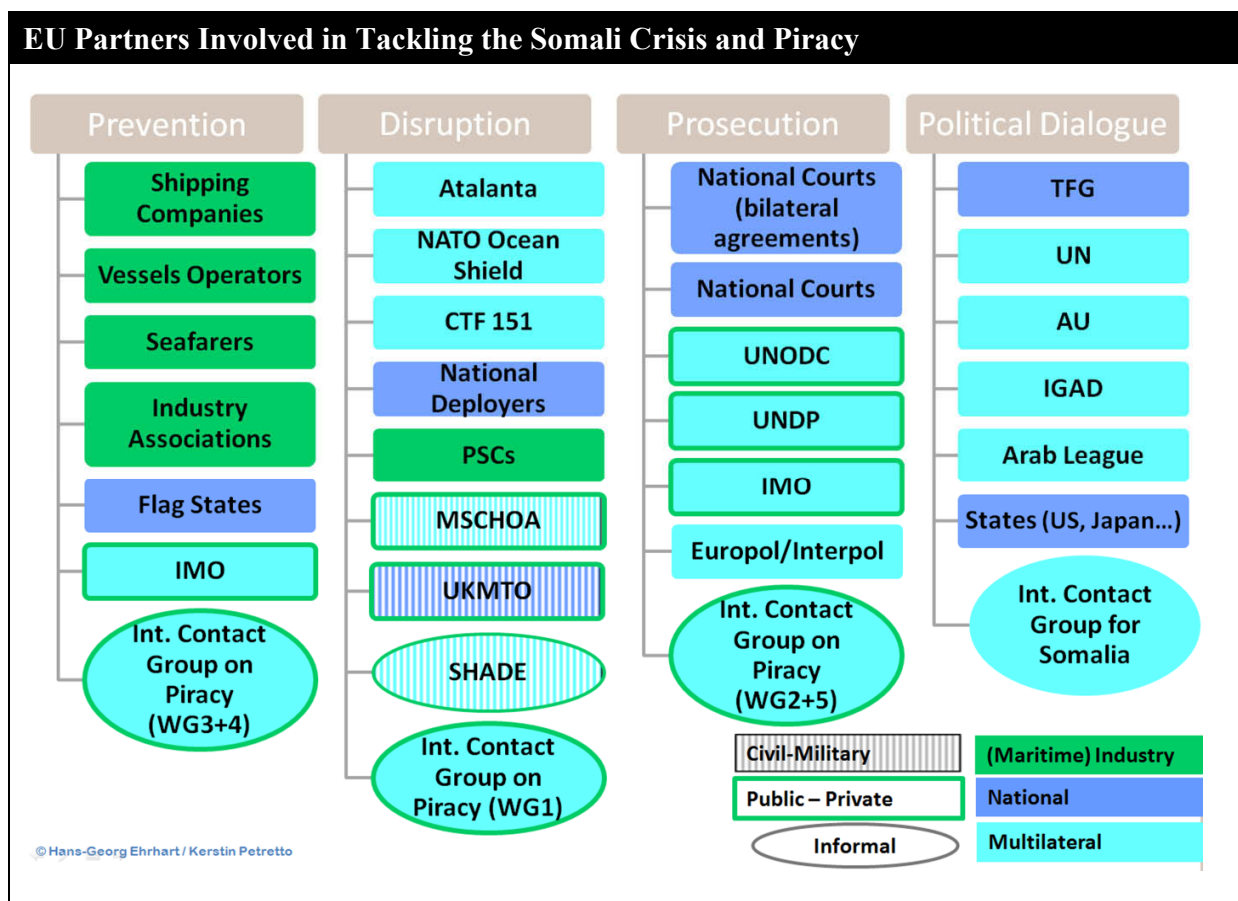 EU Partners Involved in Tackling the Somali Crisis and Piracy
Prevention
Shipping
Companies
Vessels Operators
Seafarers
Industry
Associations
Flag States
IMO
Int. Contact
Group on
Piracy
(WG3+4)
Disruption
Atalanta
NATO Ocean
Shield
CTF 151
National
Deployers
PSCs
MSCHOA
UKMTO
SHADE
Int. Contact
Group on
Piracy (WG1)
Prosecution
National Courts
(bilateral
agreements)
National Courts
UNODC
UNDP
IMO
Europol/Interpol
Int. Contact
Group on
Piracy
(WG2+5)
Political Dialogue
TFG
UN
AU
IGAD
Arab League
States (US, Japan...)
Int. Contact
Group for
Somalia
Civil-Military
Public – Private
Informal
(Maritime) Industry
National
Multilateral
© Hans-Georg Ehrhart / Kerstin Petretto